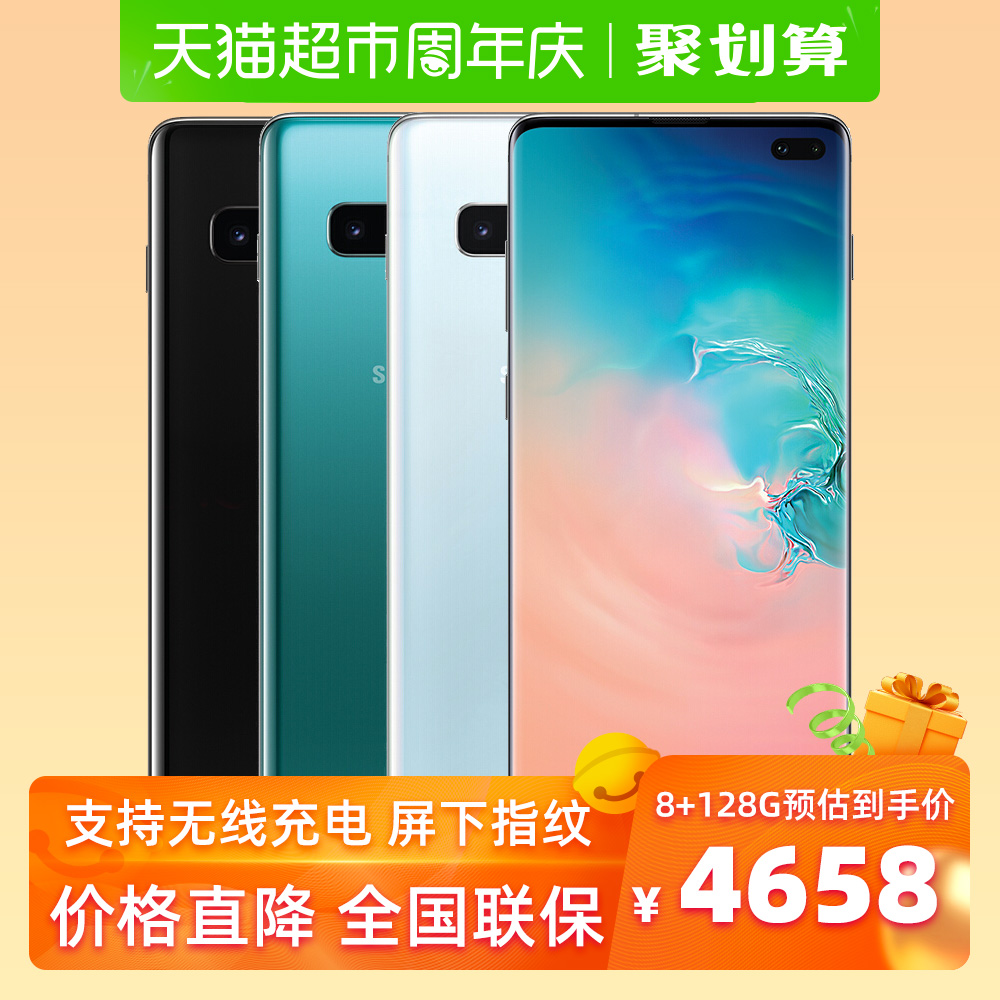 天猫超市周年庆 | 聚划算
S
S
支持无线充电 屏下指纹
价格直降 全国联保
8+128G预估到手价
¥ 4658